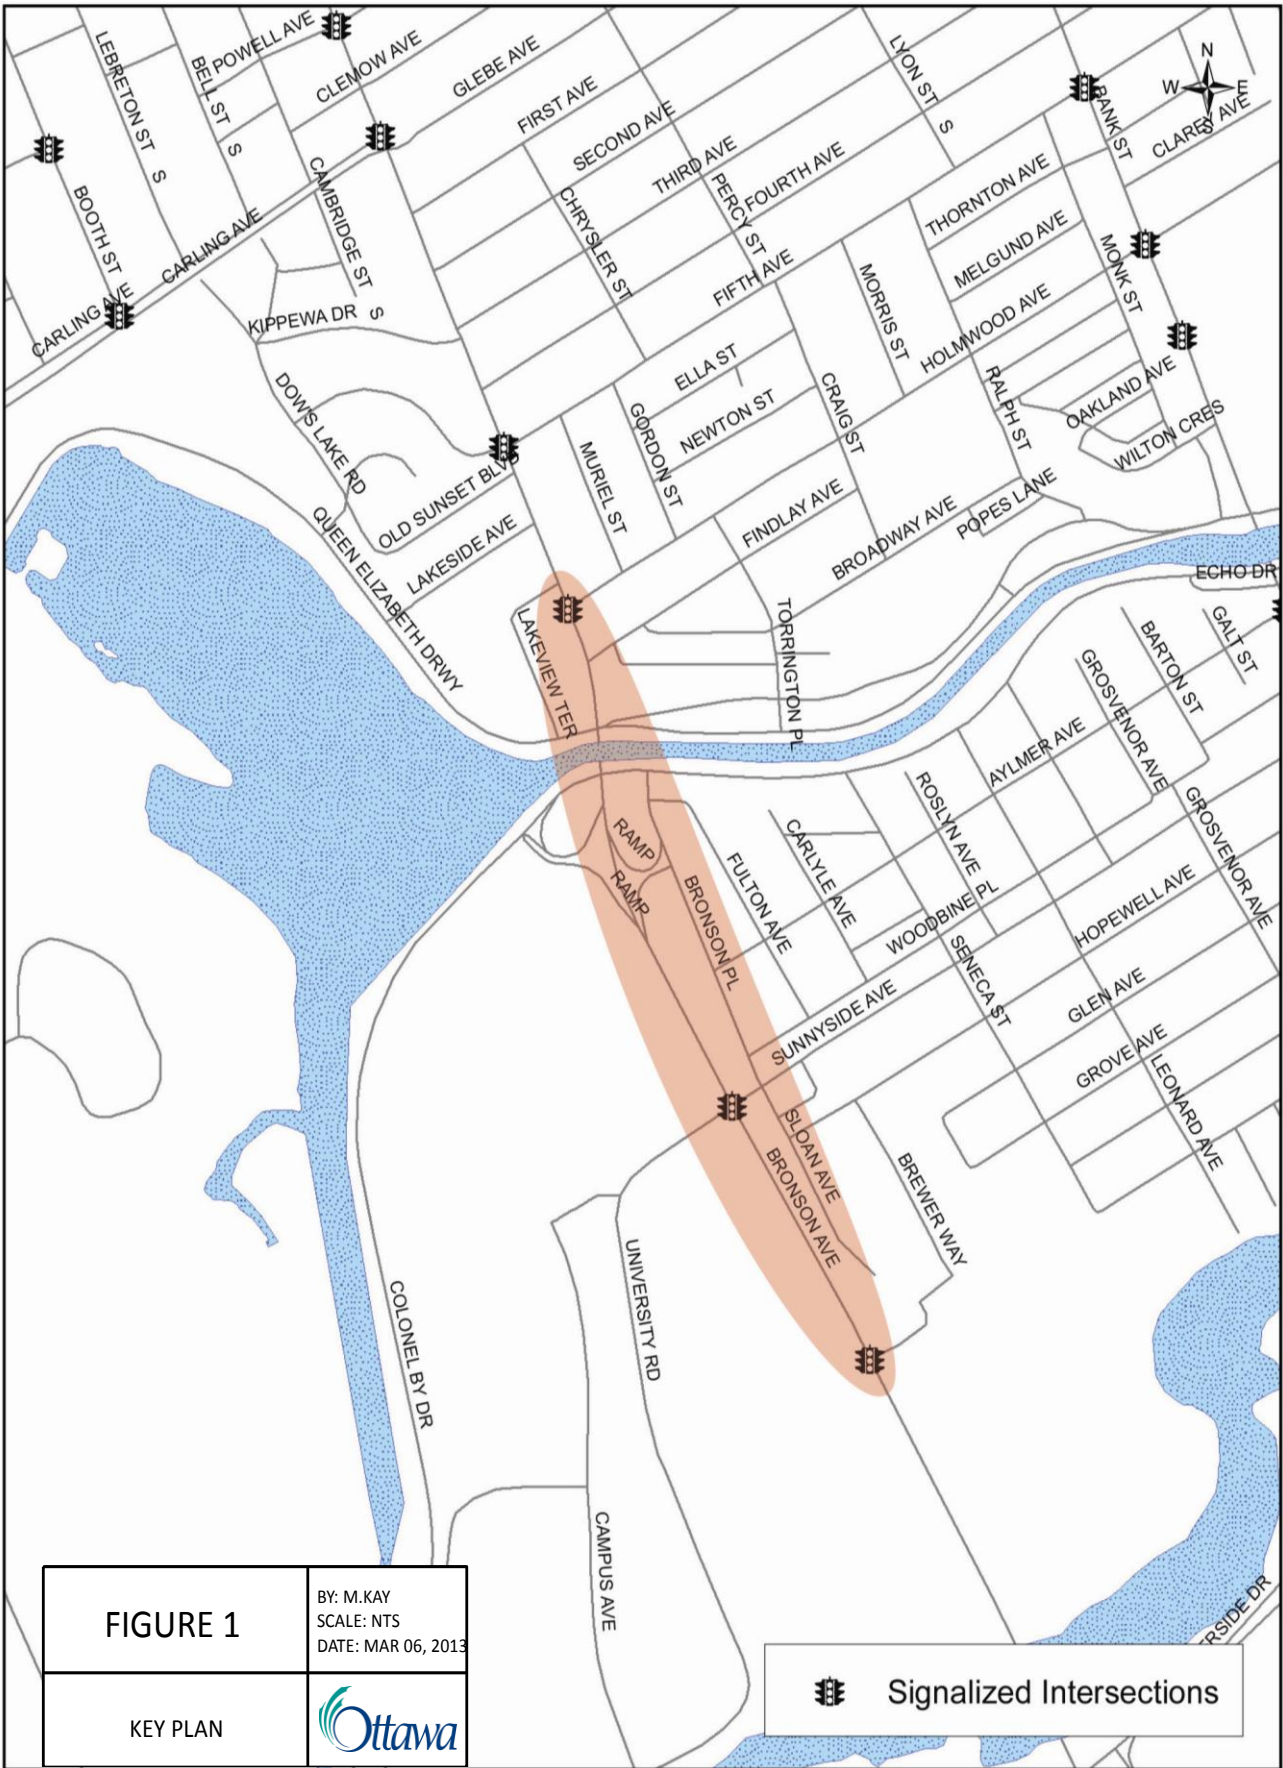 POWELL AVE
CLEMOW AVE
GLEBE AVE
LEBRETON ST S
BELL ST S
FIRST AVE
SECOND AVE
THIRD AVE
FOURTH AVE
LYON ST S
BANK ST
N
W E
S
CLAREY AVE
BOOTH ST
CARLING AVE
CARLING AVE
CAMBRIDGE ST S
CHRYSLER ST
PERCY ST
FIFTH AVE
THORNTON AVE
MELGUND AVE
MONK ST
MORRIS ST
HOLMWOOD AVE
KIPPEWA DR
DOW'S LAKE RD
ELLA ST
NEWTON ST
GORDON ST
CRAIG ST
RALPH ST
OAKLAND AVE
WILTON CRES
MURIEL ST
OLD SUNSET BLVD
LAKESIDE AVE
QUEEN ELIZABETH DRWY
FINDLAY AVE
BROADWAY AVE
POPES LANE
ECHO DR
LAKEVIEW TER
TORRINGTON PL
GALT ST
BARTON ST
GROSVENOR AVE
AYLMER AVE
ROSLYN AVE
GROSVENOR AVE
RAMP
RAMP
CARLYLE AVE
FULTON AVE
BRONSON PL
WOODBINE PL
HOPEWELL AVE
SENECA ST
SUNNYSIDE AVE
GLEN AVE
GROVE AVE
LEONARD AVE
SLOAN AVE
BRONSON AVE
BREWER WAY
UNIVERSITY RD
COLONEL BY DR
CAMPUS AVE
ERSIDE DR
FIGURE 1
BY: M.KAY
SCALE: NTS
DATE: MAR 06, 2013
KEY PLAN
Ottawa
Signalized Intersections